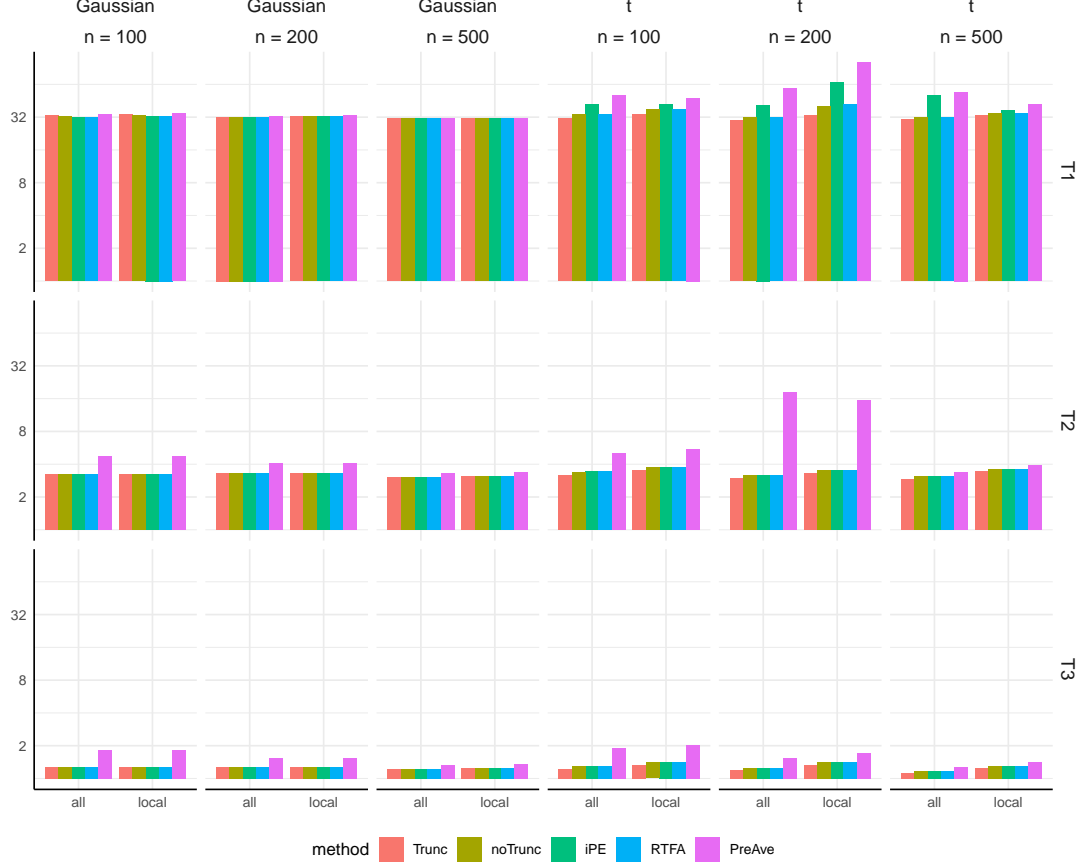 Gaussian Gaussian Gaussian t t t
n = 100 n = 200 n = 500 n = 100 n = 200 n = 500
32
8
2
T1
32
8
2
T2
32
8
2
T3
all local all local all local all local all local all local
method Trunc noTrunc iPE RTFA PreAve